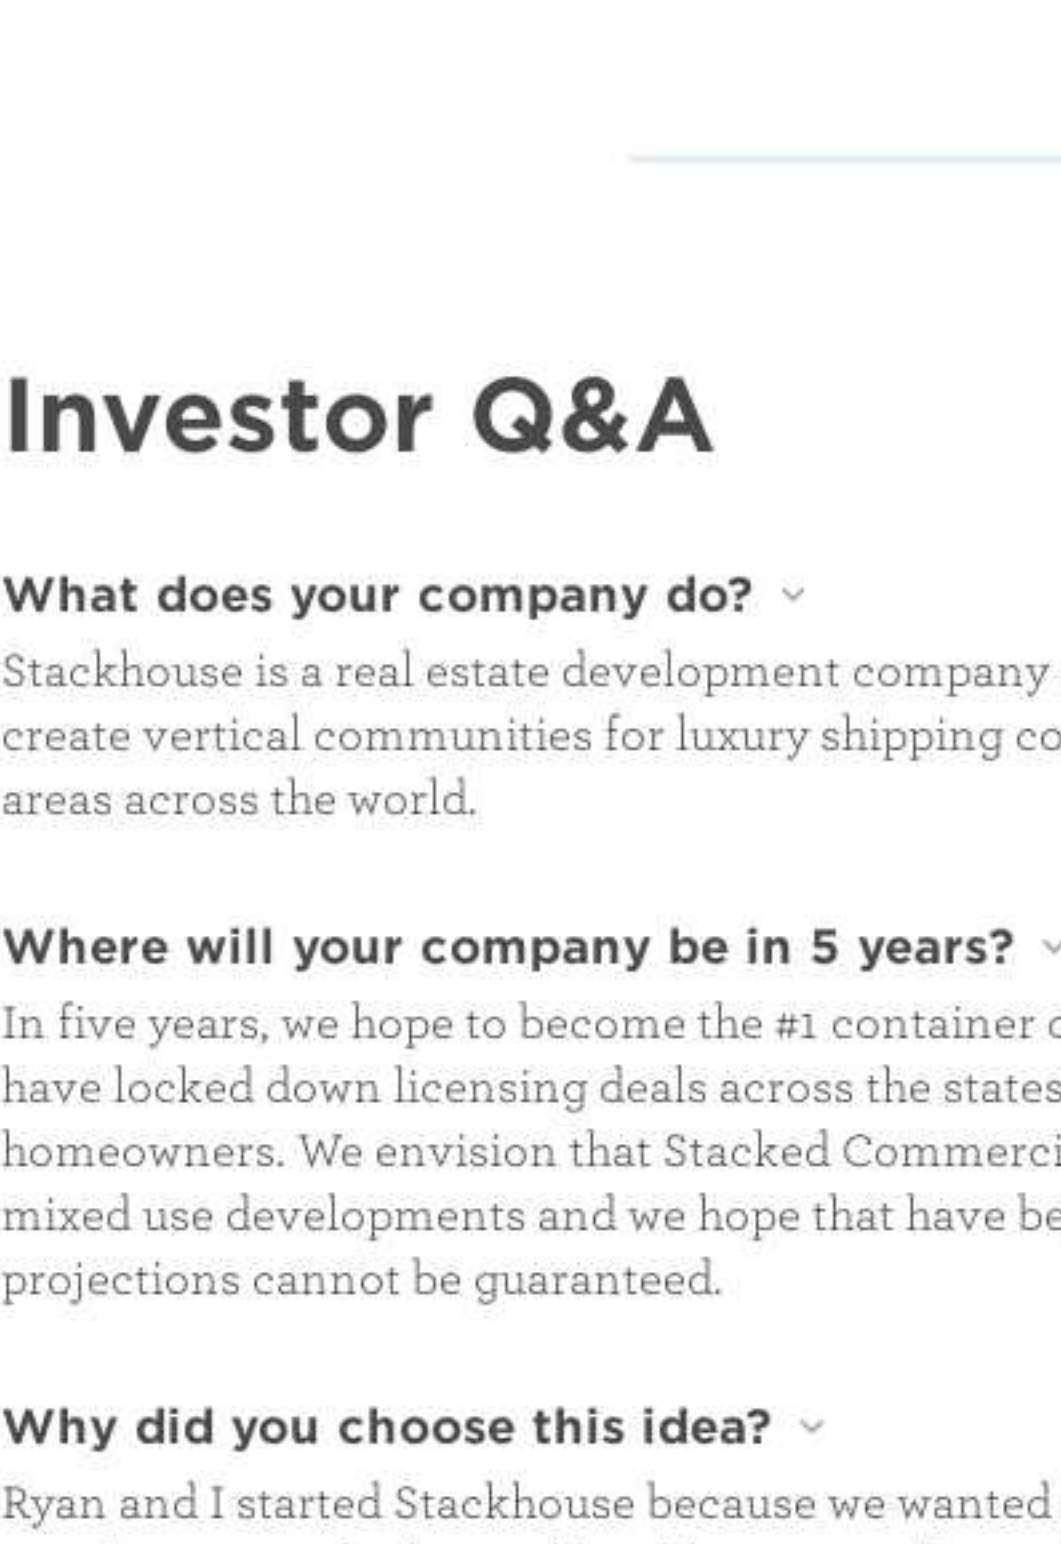 Investor Q&A
What does your company do?
Stackhouse is a real estate development company
create vertical communities for luxury shipping co
areas across the world.
Where will your company be in 5 years?
In five years, we hope to become the #1 container
have locked down licensing deals across the states
homeowners. We envision that Stacked Commerci
mixed use developments and we hope that have be
projections cannot be guaranteed.
Why did you choose this idea?
Ryan and I started Stackhouse because we wanted